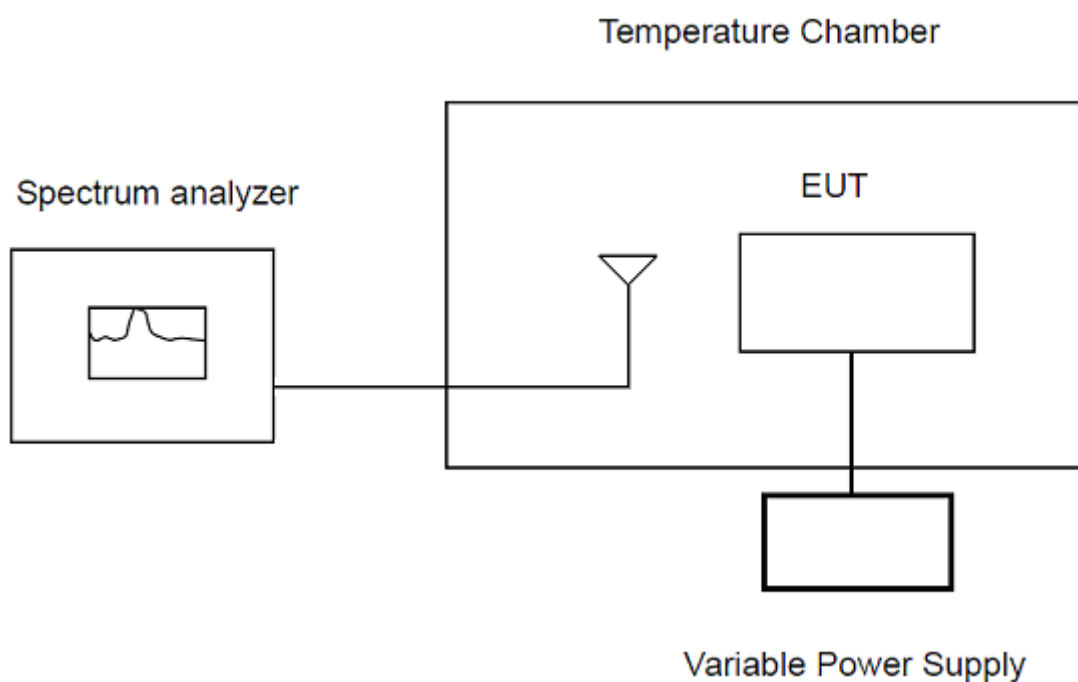 Temperature Chamber
Spectrum analyzer
EUT
Variable Power Supply